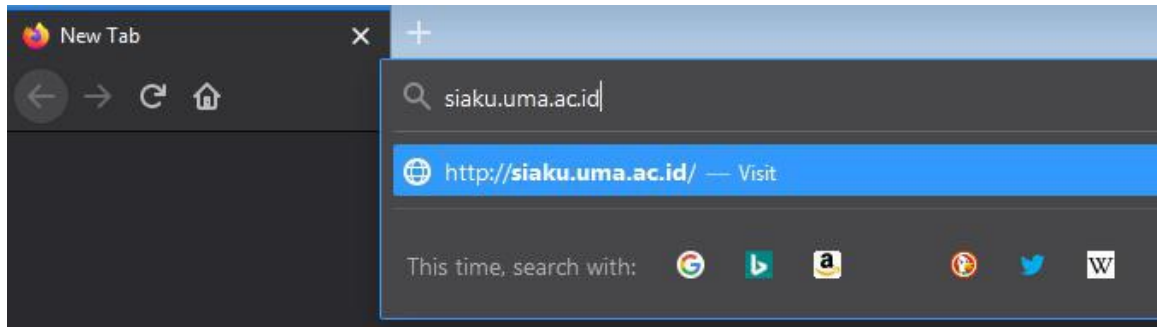 New Tab
siaku.uma.ac.id
http://siaku.uma.ac.id/ — Visit
This time, search with: